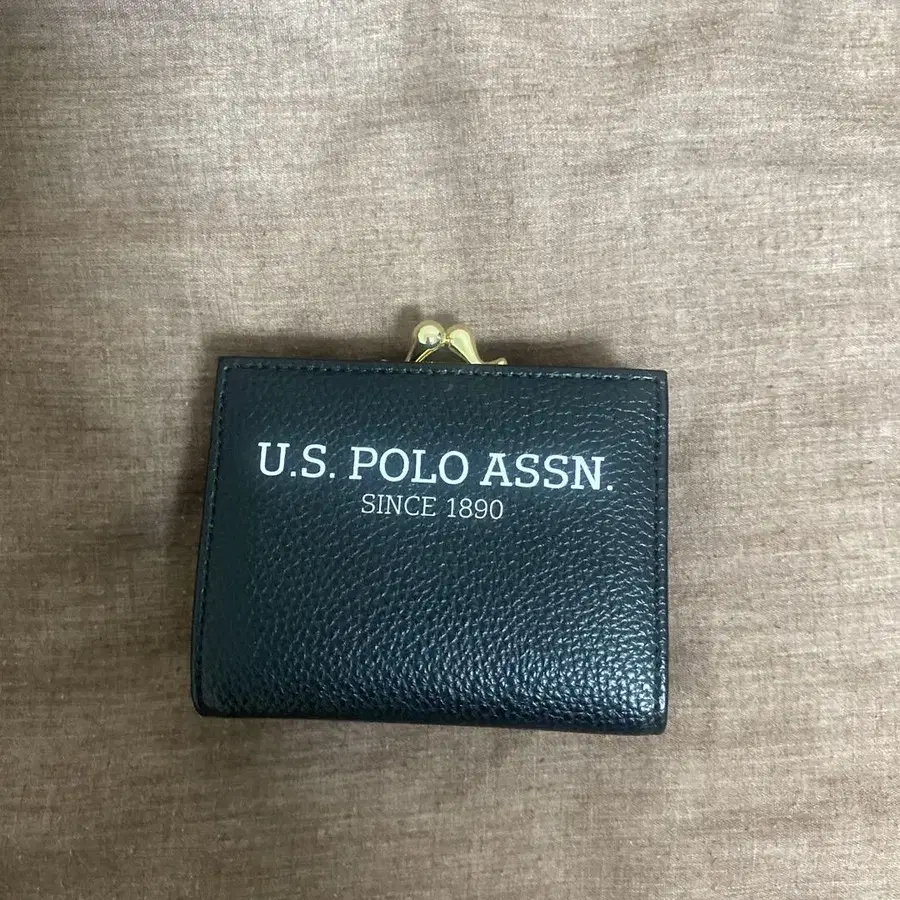 U.S. POLO ASSN.
SINCE 1890